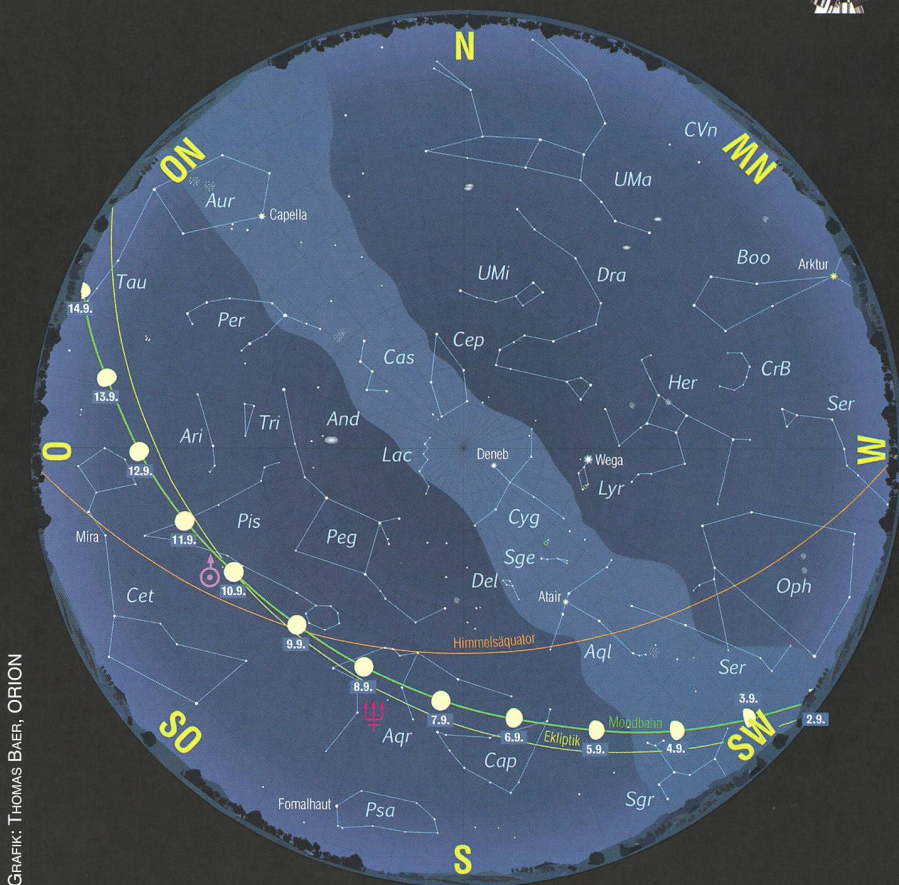 N
NO
NW
CVn
UMa
Aur
Capella
Boo
Arktur
UMi
Dra
Tau
14.9.
Per
Cep
Cas
CrB
Her
13.9.
Ser
Ari
Tri
And
Lac
Deneb
Wega
O
W
12.9.
Lyr
Cyg
Pis
Peg
Mira
11.9.
Sge
Del
Oph
10.9.
Cet
Atair
9.9.
Himmelsäquator
Aql
Ser
8.9.
3.9.
7.9.
Mondbahn
2.9.
6.9.
Ekliptik
5.9.
4.9.
SO
SW
Aqr
Cap
Sgr
Fomalhaut
Psa
S
GRAFIK: THOMAS BAER, ORION